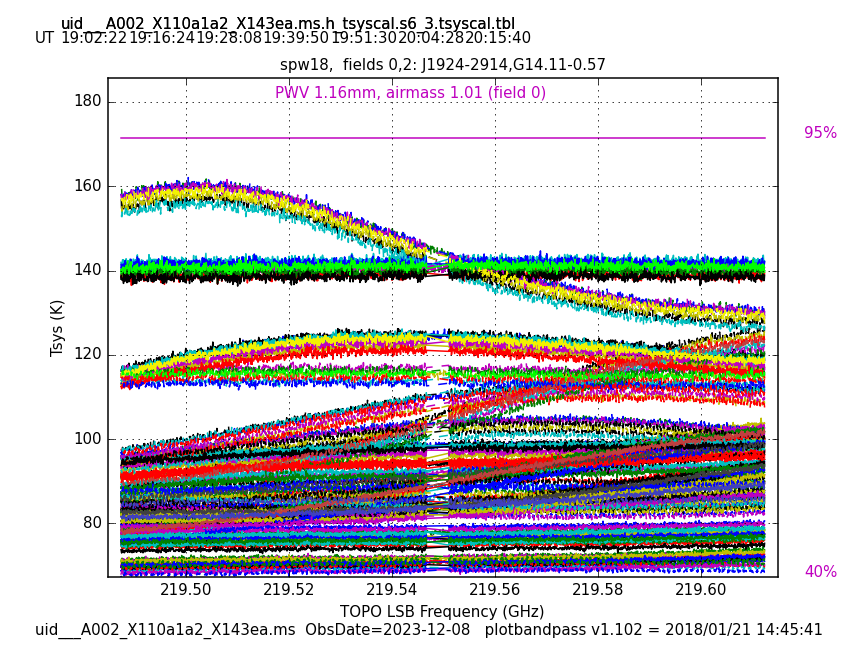 uid___A002_X110a1a2_X143ea.ms.h_tsyscal.s6_3.tsyscal.tbl
UT 19:02:22 19:16:24 19:28:08 19:39:50 19:51:30 20:04:28 20:15:40
spw18,  fields 0,2: J1924-2914,G14.11-0.57
PWV 1.16mm, airmass 1.01 (field 0)
180
95%
160
140
Tsys (K)
120
100
80
40%
219.50 219.52 219.54 219.56 219.58 219.60
TOPO LSB Frequency (GHz)
uid___A002_X110a1a2_X143ea.ms  ObsDate=2023-12-08   plotbandpass v1.102 = 2018/01/21 14:45:41